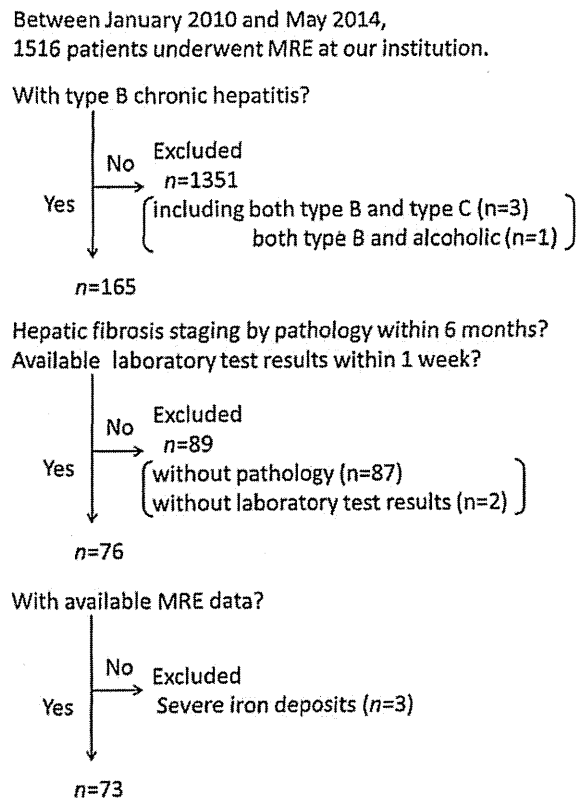 Between January 2010 and May 2014,
1516 patients underwent MRE at our institution.
With type B chronic hepatitis?
No
Excluded
n=1351
Yes
(including both type B and type C (n=3)
both type B and alcoholic (n=1))
n=165
Hepatic fibrosis staging by pathology within 6 months?
Available laboratory test results within 1 week?
No
Excluded
n=89
Yes
(without pathology (n=87)
without laboratory test results (n=2))
n=76
With available MRE data?
No
Excluded
Yes
Severe iron deposits (n=3)
n=73